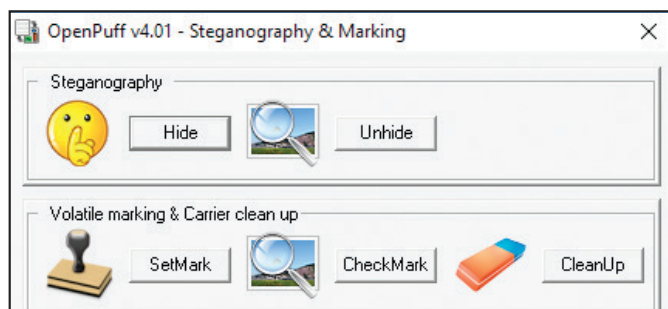 OpenPuff v4.01 - Steganography & Marking
Steganography
Hide Unhide
Volatile marking & Carrier clean up
SetMark CheckMark CleanUp